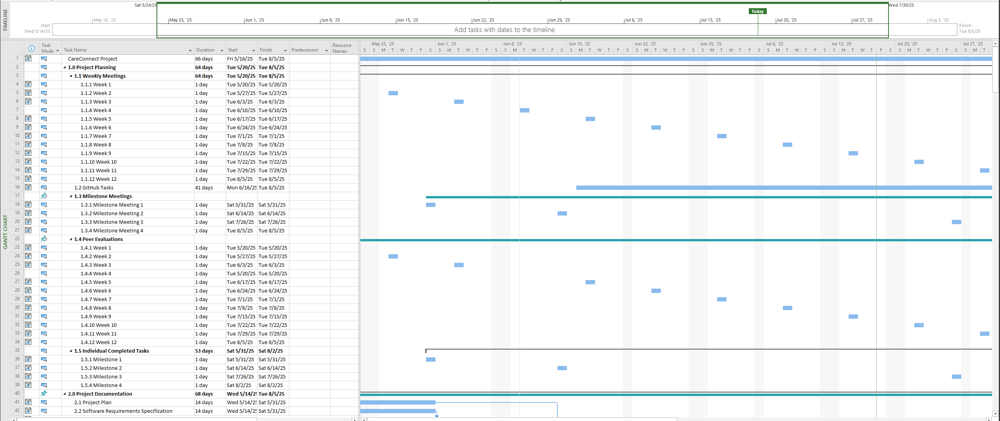 TIMELINE
Sat 5/24/25
Wed 7/30/25
Today
May 18, '25 May 25, '25 Jun 1, '25 Jun 8, '25 Jun 15, '25 Jun 22, '25 Jun 29, '25 Jul 6, '25 Jul 13, '25 Jul 20, '25 Jul 27, '25 Aug 3, '25
Start
Wed 5/14/25
Add tasks with dates to the timeline
Finish
Tue 8/5/25
GANTT CHART
Task Mode Task Name Duration Start Finish Predecessors Resource Names
May 25, '25 Jun 1, '25 Jun 8, '25 Jun 15, '25 Jun 22, '25 Jun 29, '25 Jul 6, '25 Jul 13, '25 Jul 20, '25 Jul 27, '25
S S M T W T F S S M T W T F S S M T W T F S S M T W T F S S M T W T F S S M T W T F S S M T W T F S S M T W T F S S M T W T F S S M T
1 CareConnect Project 66 days Fri 5/16/25 Tue 8/5/25
2 1.0 Project Planning 64 days Tue 5/20/25 Tue 8/5/25
3 1.1 Weekly Meetings 64 days Tue 5/20/25 Tue 8/5/25
4 1.1.1 Week 1 1 day Tue 5/20/25 Tue 5/20/25
5 1.1.2 Week 2 1 day Tue 5/27/25 Tue 5/27/25
6 1.1.3 Week 3 1 day Tue 6/3/25 Tue 6/3/25
7 1.1.4 Week 4 1 day Tue 6/10/25 Tue 6/10/25
8 1.1.5 Week 5 1 day Tue 6/17/25 Tue 6/17/25
9 1.1.6 Week 6 1 day Tue 6/24/25 Tue 6/24/25
10 1.1.7 Week 7 1 day Tue 7/1/25 Tue 7/1/25
11 1.1.8 Week 8 1 day Tue 7/8/25 Tue 7/8/25
12 1.1.9 Week 9 1 day Tue 7/15/25 Tue 7/15/25
13 1.1.10 Week 10 1 day Tue 7/22/25 Tue 7/22/25
14 1.1.11 Week 11 1 day Tue 7/29/25 Tue 7/29/25
15 1.1.12 Week 12 1 day Tue 8/5/25 Tue 8/5/25
16 1.2 GitHub Tasks 41 days Mon 6/16/25 Tue 8/5/25
17 1.3 Milestone Meetings
18 1.3.1 Milestone Meeting 1 1 day Sat 5/31/25 Sat 5/31/25
19 1.3.2 Milestone Meeting 2 1 day Sat 6/14/25 Sat 6/14/25
20 1.3.3 Milestone Meeting 3 1 day Sat 7/26/25 Sat 7/26/25
21 1.3.4 Milestone Meeting 4 1 day Tue 8/5/25 Tue 8/5/25
22 1.4 Peer Evaluations
23 1.4.1 Week 1 1 day Tue 5/20/25 Tue 5/20/25
24 1.4.2 Week 2 1 day Tue 5/27/25 Tue 5/27/25
25 1.4.3 Week 3 1 day Tue 6/3/25 Tue 6/3/25
26 1.4.4 Week 4 1 day Tue 5/20/25 Tue 5/20/25
27 1.4.5 Week 5 1 day Tue 6/17/25 Tue 6/17/25
28 1.4.6 Week 6 1 day Tue 6/24/25 Tue 6/24/25
29 1.4.7 Week 7 1 day Tue 7/1/25 Tue 7/1/25
30 1.4.8 Week 8 1 day Tue 7/8/25 Tue 7/8/25
31 1.4.9 Week 9 1 day Tue 7/15/25 Tue 7/15/25
32 1.4.10 Week 10 1 day Tue 7/22/25 Tue 7/22/25
33 1.4.11 Week 11 1 day Tue 7/29/25 Tue 7/29/25
34 1.4.12 Week 12 1 day Tue 8/5/25 Tue 8/5/25
35 1.5 Individual Completed Tasks 53 days Sat 5/31/25 Sat 8/2/25
36 1.5.1 Milestone 1 1 day Sat 5/31/25 Sat 5/31/25
37 1.5.2 Milestone 2 1 day Sat 6/14/25 Sat 6/14/25
38 1.5.3 Milestone 3 1 day Sat 7/26/25 Sat 7/26/25
39 1.5.4 Milestone 4 1 day Sat 8/2/25 Sat 8/2/25
40 2.0 Project Documentation 68 days Wed 5/14/25 Tue 8/5/25
41 2.1 Project Plan 14 days Wed 5/14/25 Sat 5/31/25
42 2.2 Software Requirements Specification 14 days Wed 5/14/25 Sat 5/31/25